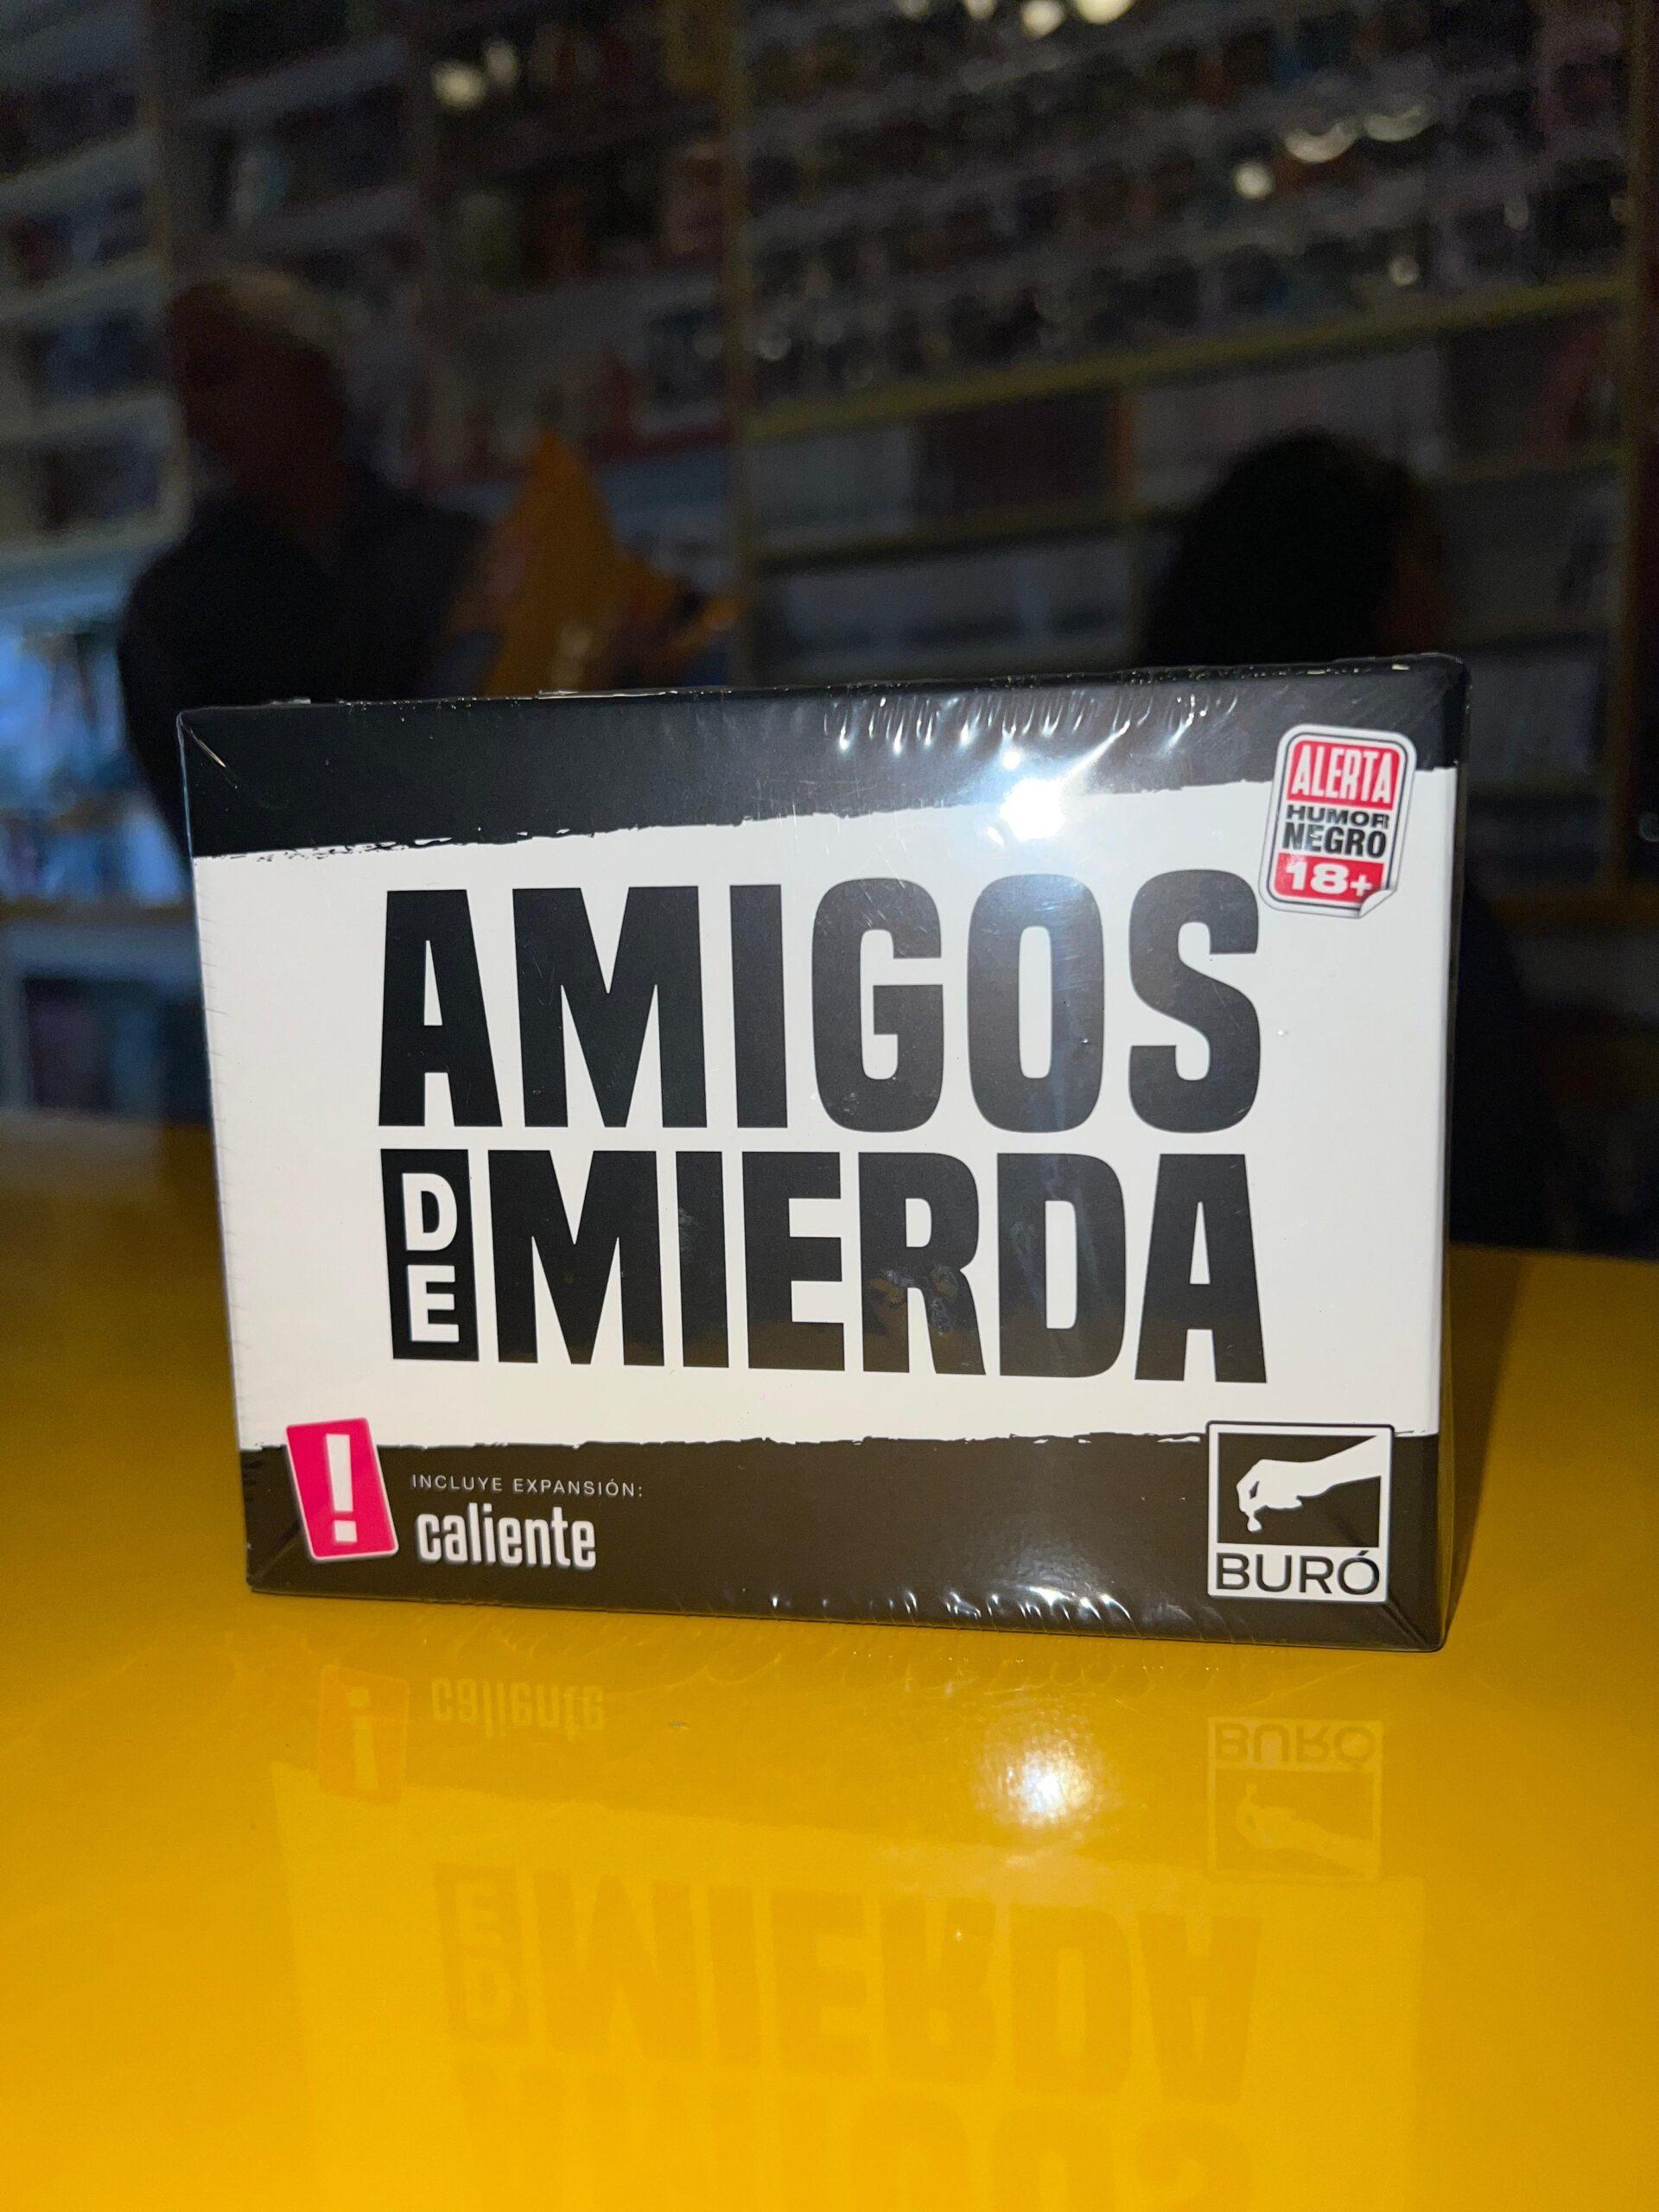 ALERTA
HUMOR
NEGRO
18+
AMIGOS
DE MIERDA
!
INCLUYE EXPANSIÓN:
caliente
BURÓ